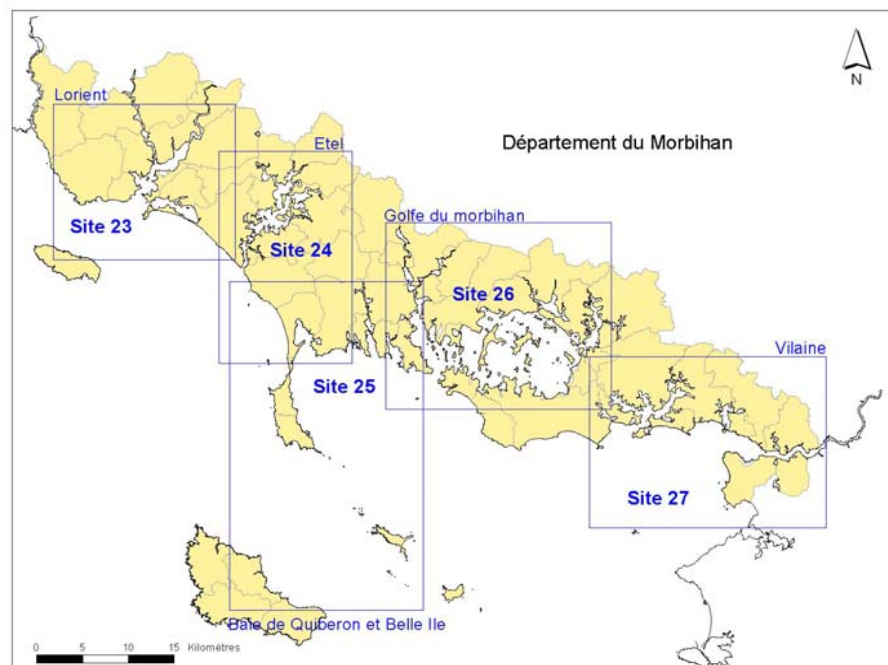 N
Lorient
Etel
Département du Morbihan
Golfe du morbihan
Site 23
Site 24
Site 26
Vilaine
Site 25
Site 27
Baie de Quiberon et Belle Ile
0 5 10 15 Kilométres